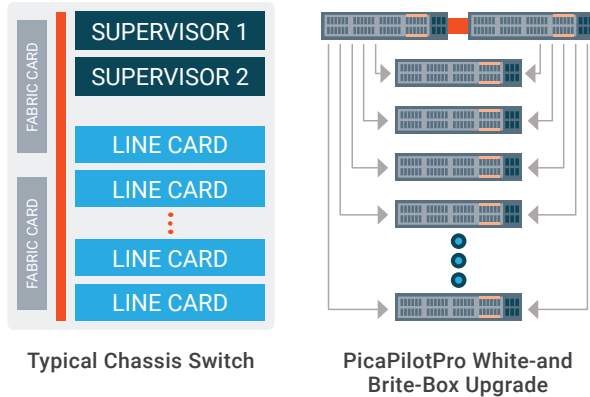 FABRIC CARD
FABRIC CARD
SUPERVISOR 1
SUPERVISOR 2
LINE CARD
LINE CARD
LINE CARD
LINE CARD
Typical Chassis Switch
PicaPilotPro White-and
Brite-Box Upgrade